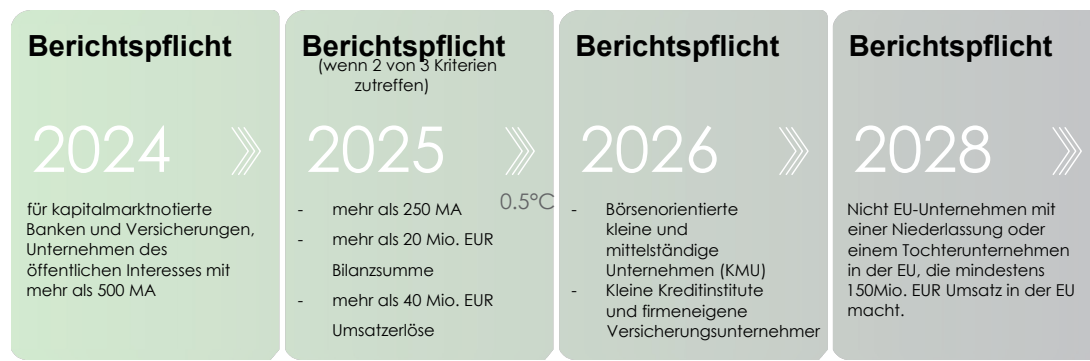 Berichtspflicht
2024
für kapitalmarktnotierte
Banken und Versicherungen,
Unternehmen des
öffentlichen Interesses mit
mehr als 500 MA
Berichtspflicht
(wenn 2 von 3 Kriterien
zutreffen)
2025
0.5°C
- mehr als 250 MA
- mehr als 20 Mio. EUR
Bilanzsumme
- mehr als 40 Mio. EUR
Umsatzerlöse
Berichtspflicht
2026
- Börsenorientierte
kleine und
mittelständige
Unternehmen (KMU)
- Kleine Kreditinstitute
und firmeneigene
Versicherungsunternehmer
Berichtspflicht
2028
Nicht EU-Unternehmen mit
einer Niederlassung oder
einem Tochterunternehmen
in der EU, die mindestens
150Mio. EUR Umsatz in der EU
macht.